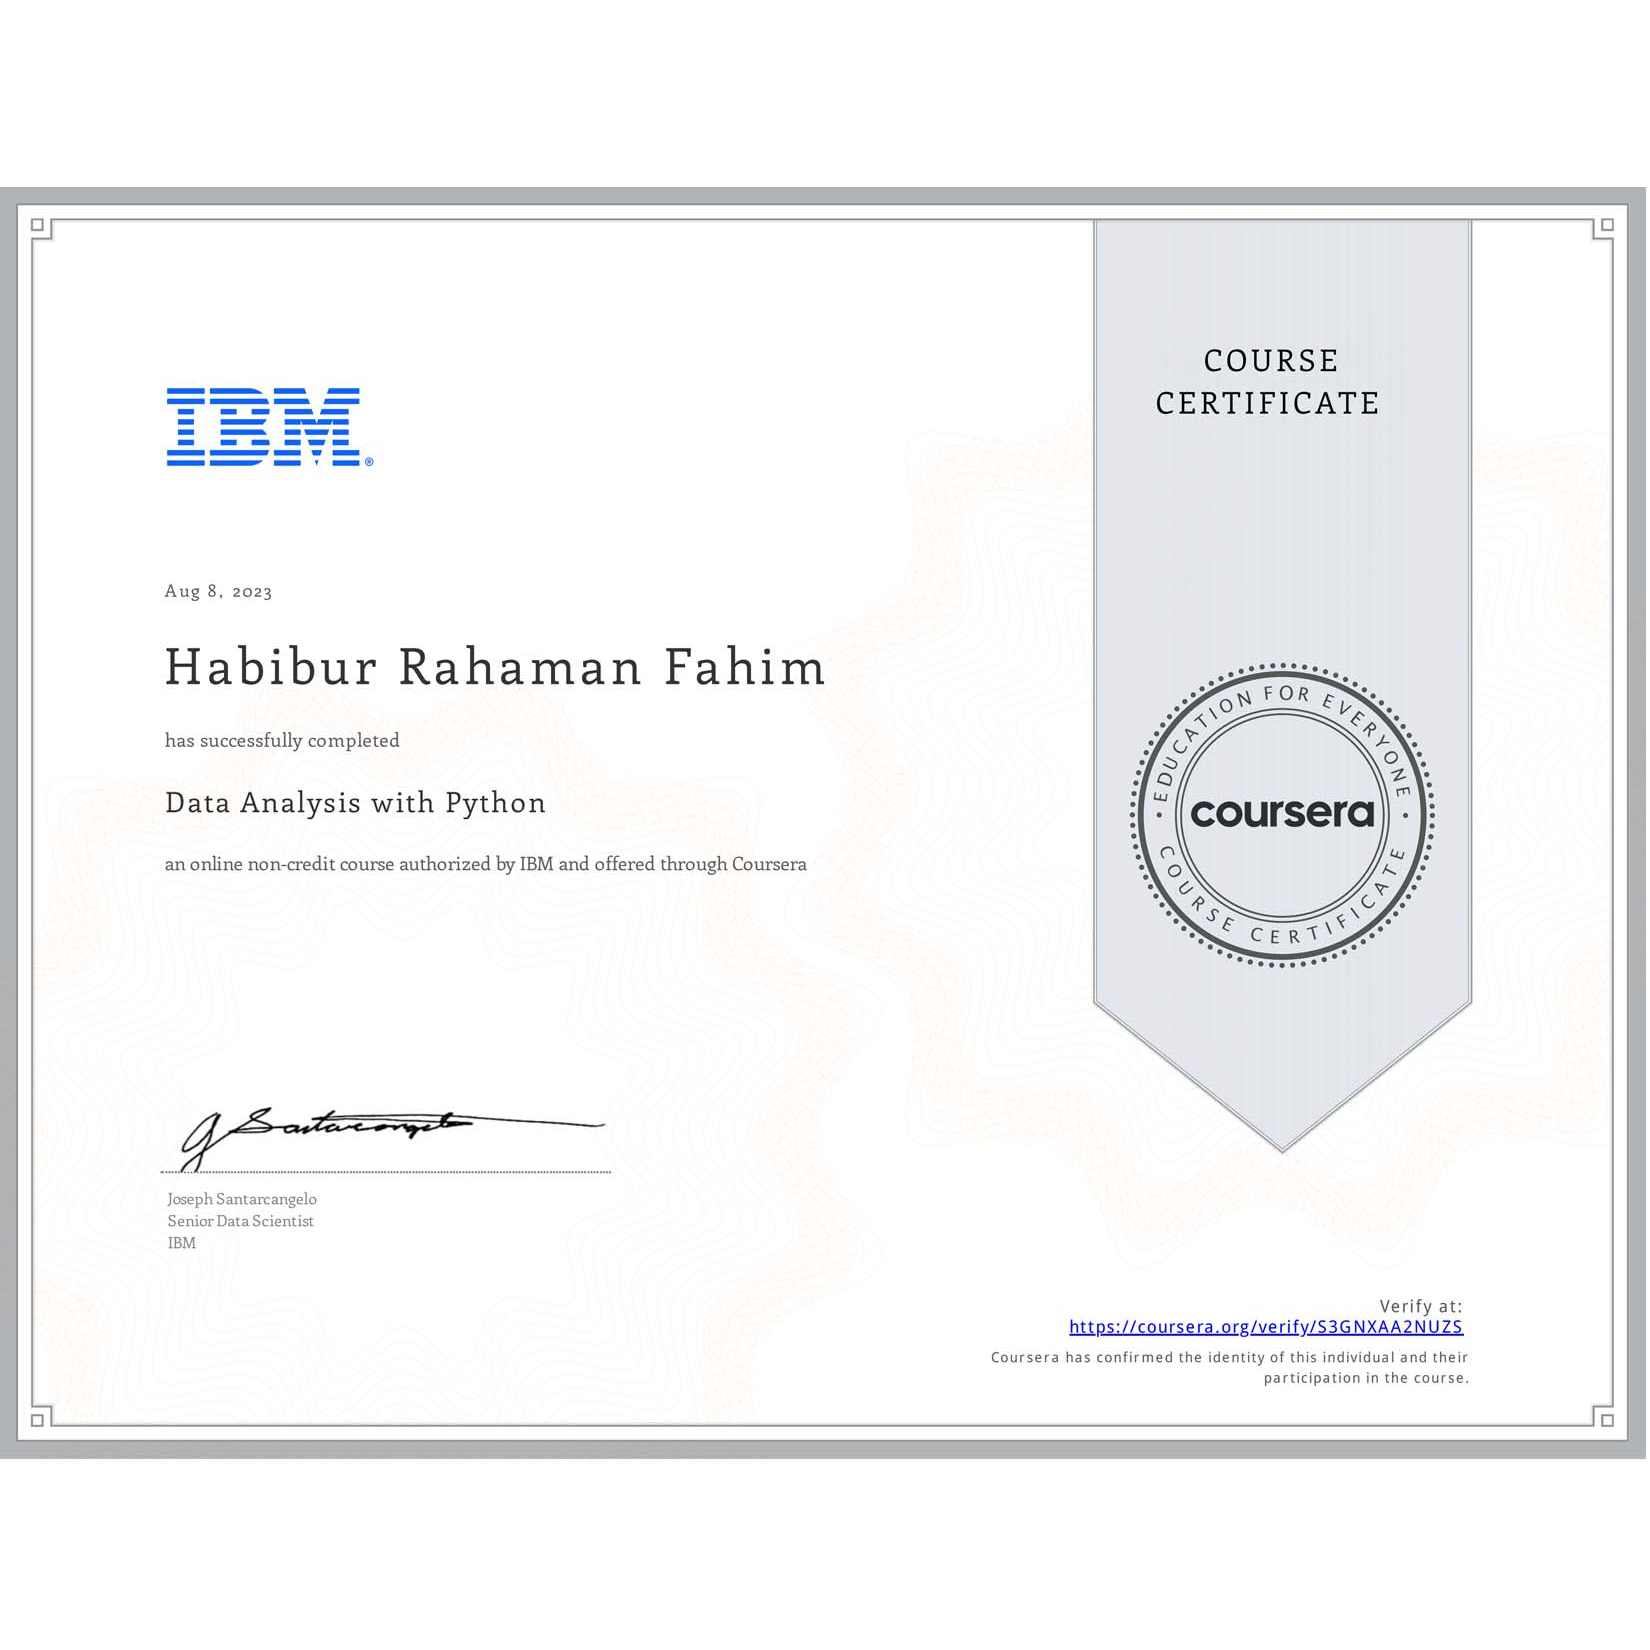 IBM®
Aug 8, 2023
Habibur Rahaman Fahim
has successfully completed
Data Analysis with Python
an online non-credit course authorized by IBM and offered through Coursera
Joseph Santarcangelo
Senior Data Scientist
IBM
COURSE
CERTIFICATE
EDUCATION FOR EVERYONE
coursera
COURSE CERTIFICATE
Verify at:
https://coursera.org/verify/S3GNXAA2NUZS
Coursera has confirmed the identity of this individual and their
participation in the course.